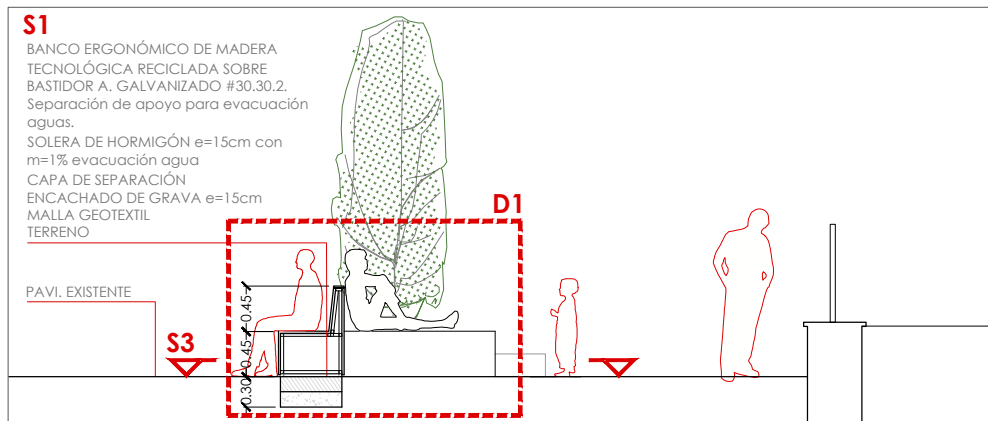 S1
BANCO ERGONÓMICO DE MADERA
TECNOLÓGICA RECICLADA SOBRE
BASTIDOR A. GALVANIZADO #30.30.2.
Separación de apoyo para evacuación
aguas.
SOLERA DE HORMIGÓN e=15cm con
m=1% evacuación agua
CAPA DE SEPARACIÓN
ENCACHADO DE GRAVA e=15cm
MALLA GEOTEXTIL
TERRENO
D1
PAVI. EXISTENTE
0.45
S3
0.45
0.30